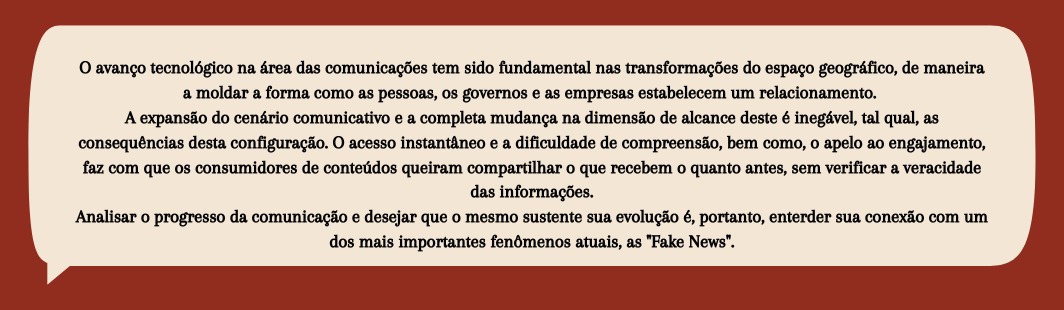 O avanço tecnológico na área das comunicações tem sido fundamental nas transformações do espaço geográfico, de maneira
a moldar a forma como as pessoas, os governos e as empresas estabelecem um relacionamento.
A expansão do cenário comunicativo e a completa mudança na dimensão de alcance deste é inegável, tal qual, as
consequências desta configuração. O acesso instantâneo e a dificuldade de compreensão, bem como, o apelo ao engajamento,
faz com que os consumidores de conteúdos queiram compartilhar o que recebem o quanto antes, sem verificar a veracidade
das informações.
Analisar o progresso da comunicação e desejar que o mesmo sustente sua evolução é, portanto, enterder sua conexão com um
dos mais importantes fenômenos atuais, as "Fake News".